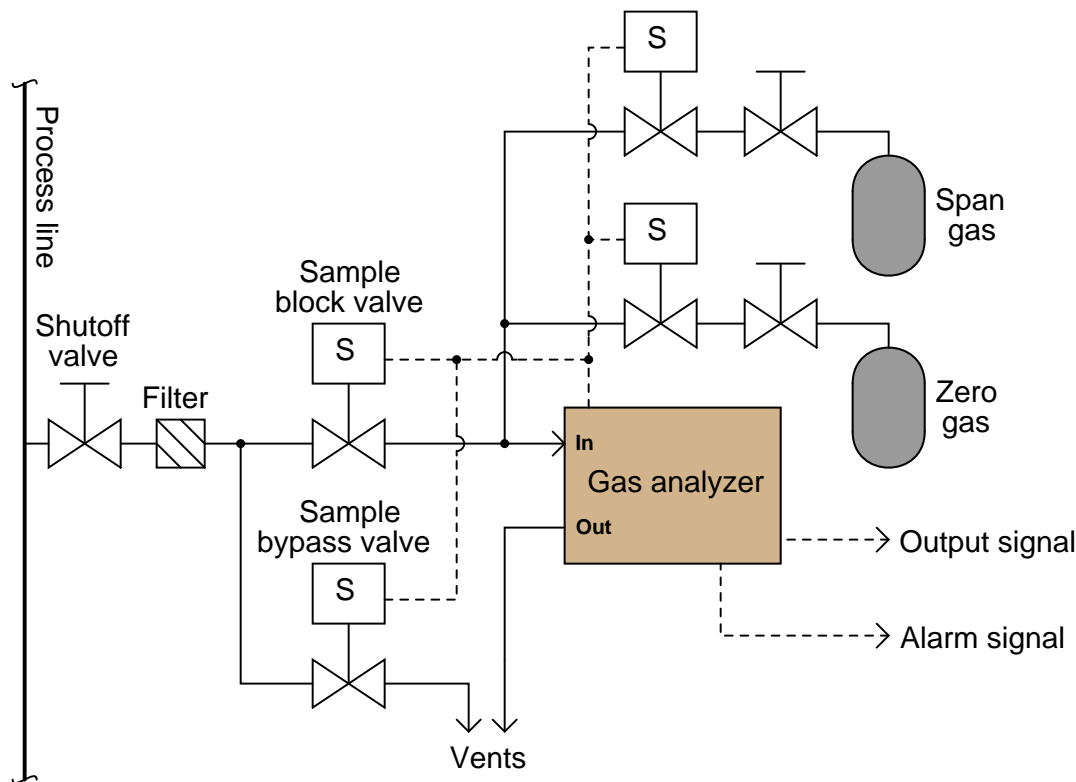 S
Process line
Span
gas
S
Sample
block valve
Shutoff
valve
S
Filter
Zero
gas
In
Gas analyzer
Sample
bypass valve
Out
Output signal
S
Alarm signal
Vents